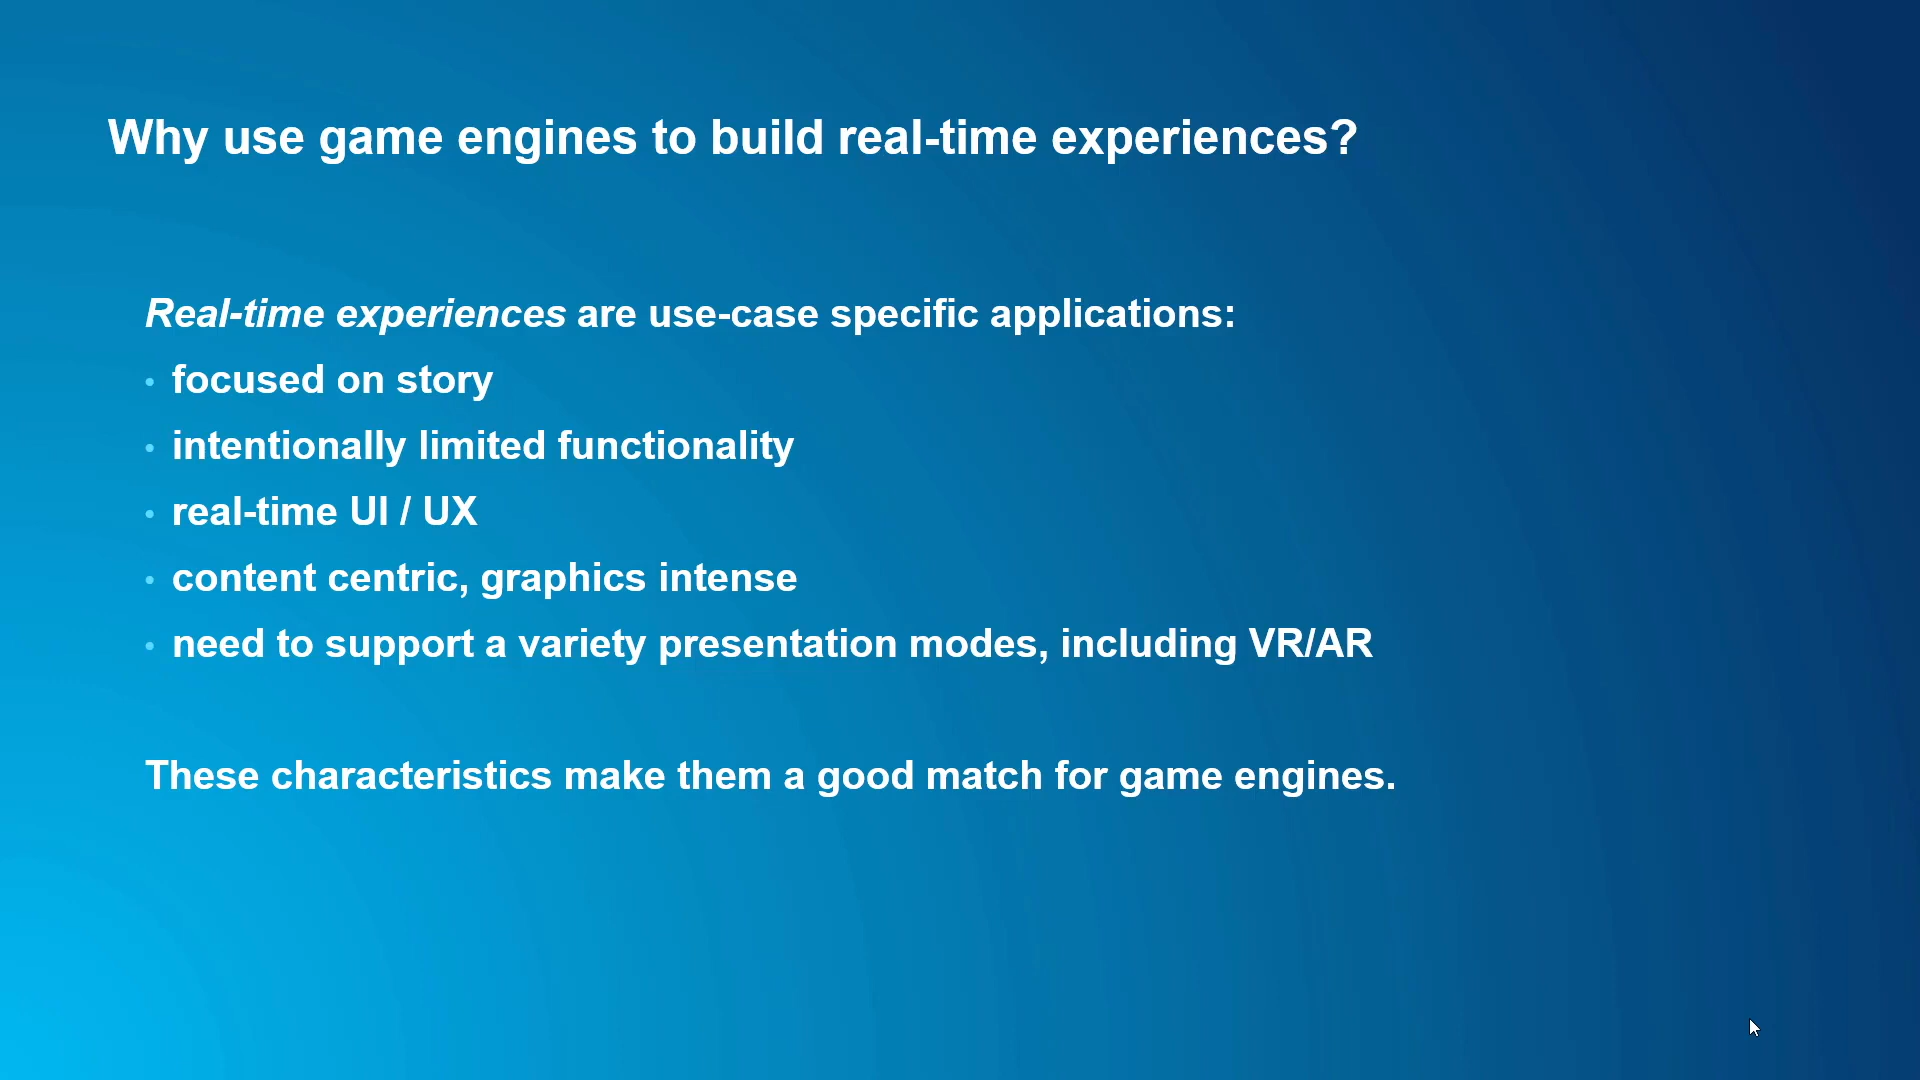 Why use game engines to build real-time experiences?
Real-time experiences are use-case specific applications:
• focused on story
• intentionally limited functionality
• real-time UI / UX
• content centric, graphics intense
• need to support a variety presentation modes, including VR/AR
These characteristics make them a good match for game engines.